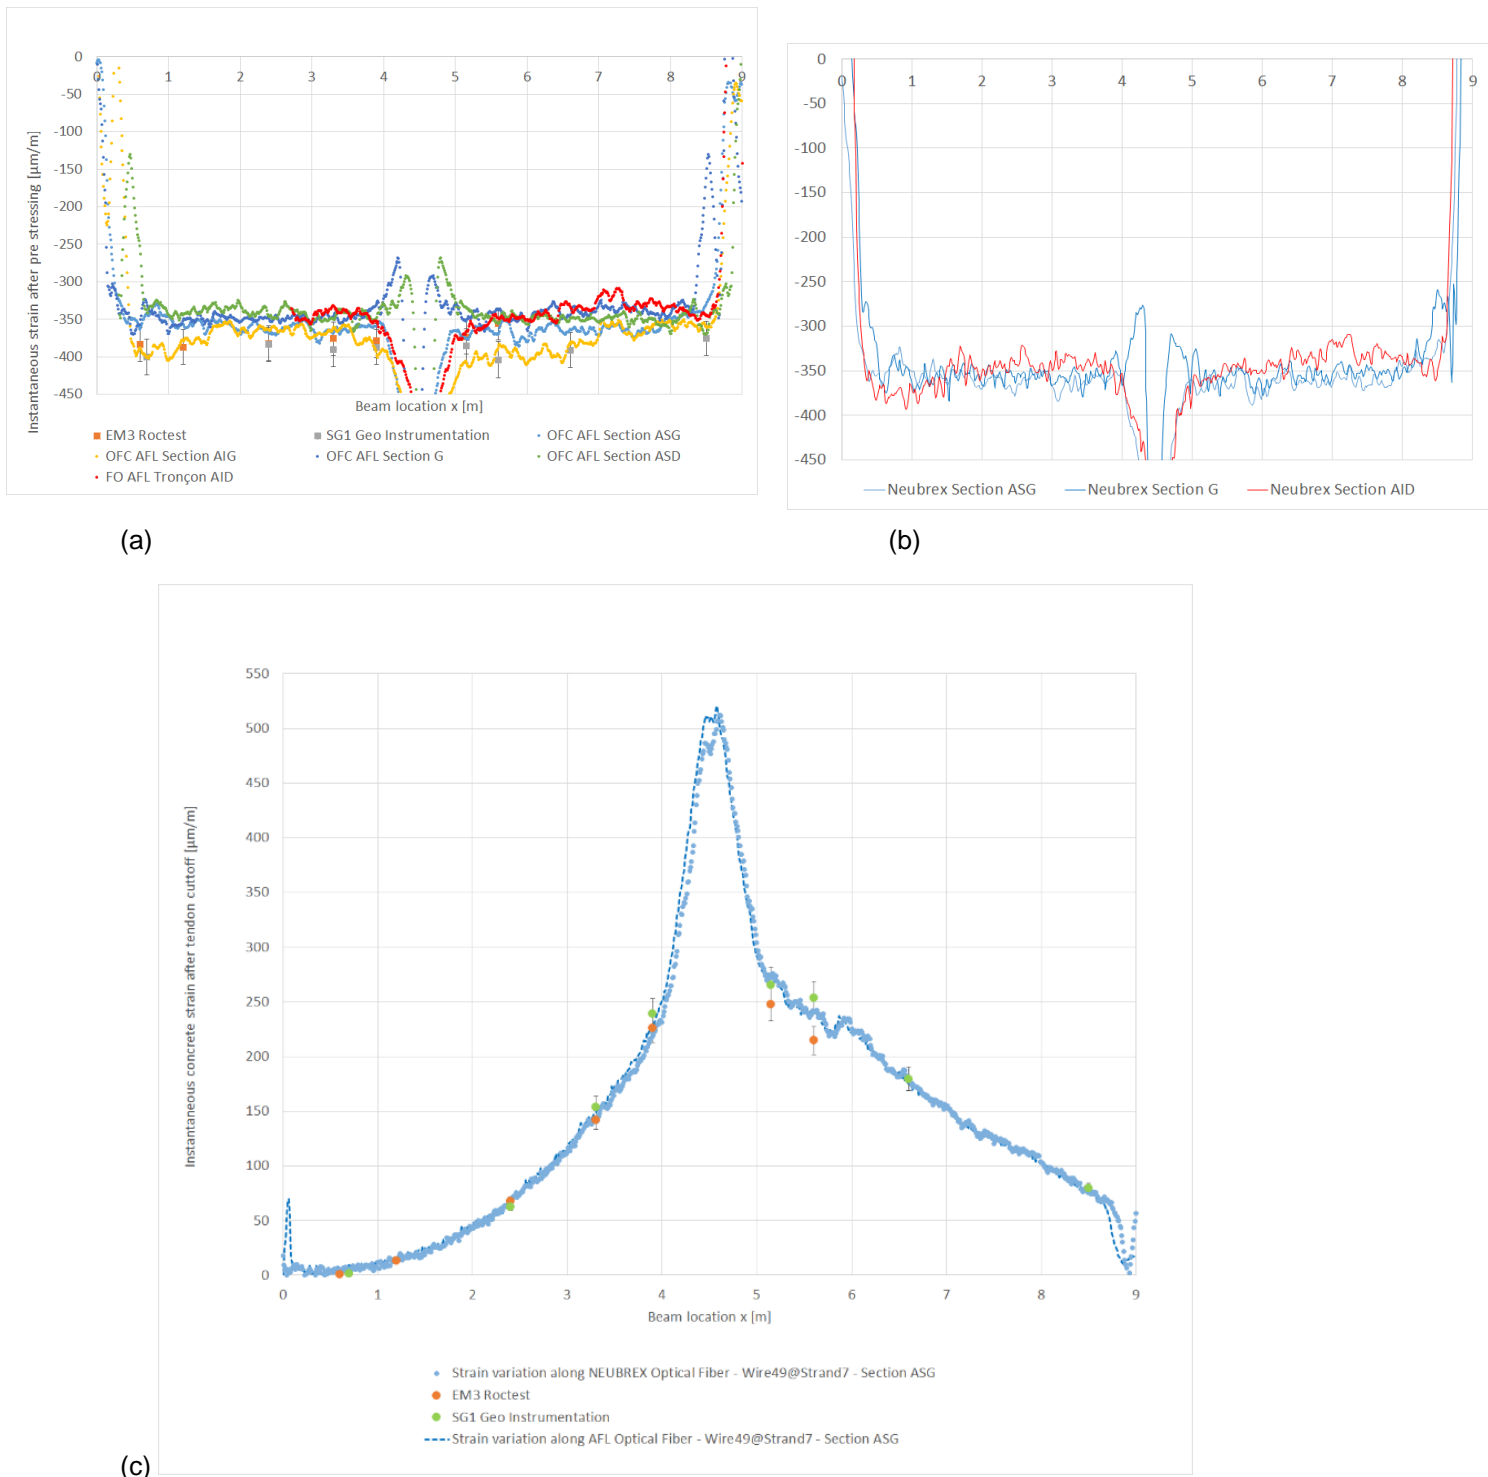 0
0 1 2 3 4 5 6 7 8 9
-50
-100
-150
-200
-250
-300
-350
-400
-450
Instantaneous strain after pre stressing [µm/m]
Beam location x [m]
EM3 Roctest SG1 Geo Instrumentation OFC AFL Section ASG
OFC AFL Section AIG OFC AFL Section G OFC AFL Section ASD
FO AFL Tronçon AID
(a)
0
0 1 2 3 4 5 6 7 8 9
-50
-100
-150
-200
-250
-300
-350
-400
-450
Neubrex Section ASG Neubrex Section G Neubrex Section AID
(b)
550
500
450
400
350
300
250
200
150
100
50
0
Instantaneous concrete strain after tendon cuttoff [µm/m]
0 1 2 3 4 5 6 7 8 9
Beam location x [m]
Strain variation along NEUBREX Optical Fiber - Wire49@Strand7 - Section ASG
EM3 Roctest
SG1 Geo Instrumentation
Strain variation along AFL Optical Fiber - Wire49@Strand7 - Section ASG
(c)